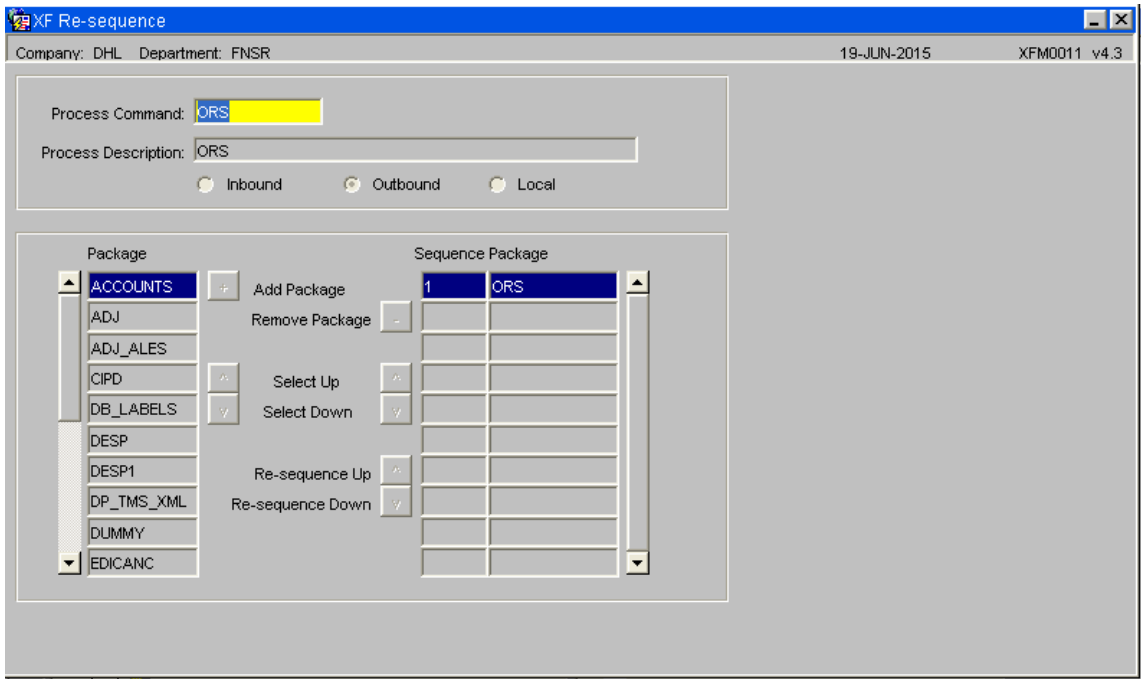 XF Re-sequence
Company: DHL Department: FNSR 19-JUN-2015 XFM0011 v4.3
Process Command: ORS
Process Description: ORS
Inbound Outbound Local
Package Sequence Package
ACCOUNTS + Add Package 1 ORS
ADJ Remove Package -
ADJ_ALES
CIPD ^ Select Up ^
DB_LABELS v Select Down v
DESP
DESP1 Re-sequence Up ^
DP_TMS_XML Re-sequence Down v
DUMMY
EDICANC